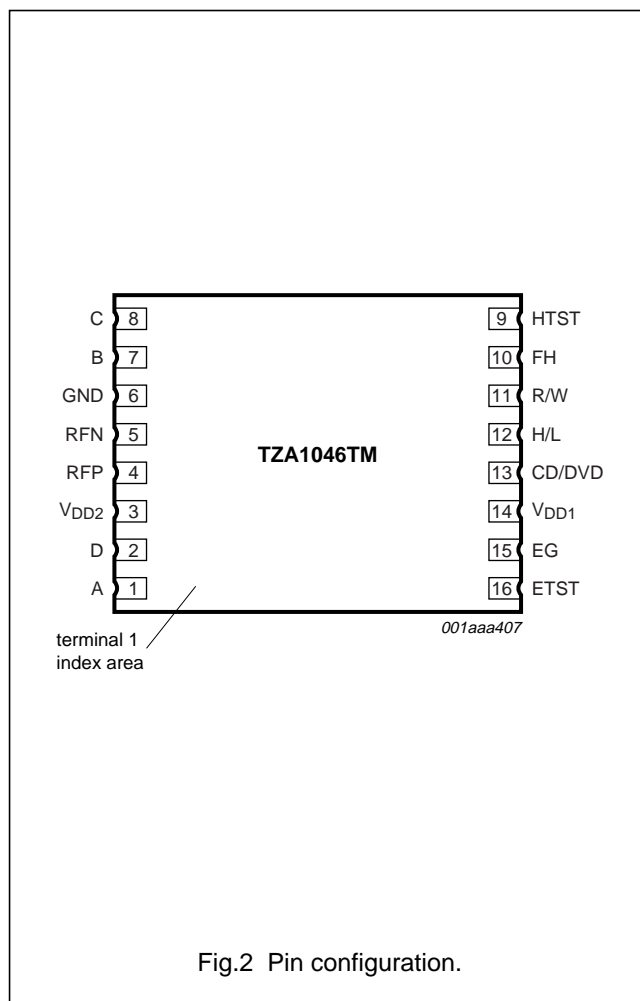 C 8 9 HTST
B 7 10 FH
GND 6 11 R/W
RFN 5 12 H/L
TZA1046TM
RFP 4 13 CD/DVD
VDD2 3 14 VDD1
D 2 15 EG
A 1 16 ETST
terminal 1
index area
001aaa407
Fig.2 Pin configuration.